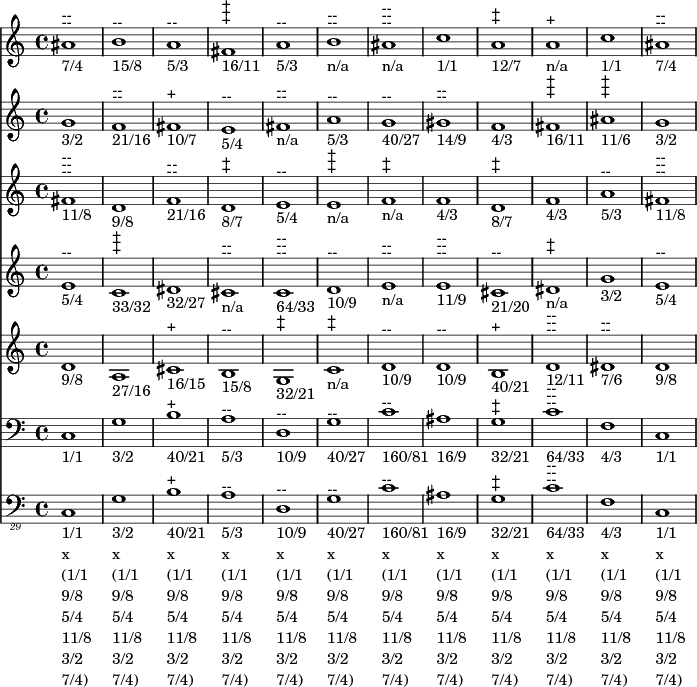 7/4 15/8 5/3 16/11 5/3 n/a n/a 1/1 12/7 n/a 1/1 7/4
3/2 21/16 10/7 5/4 n/a 5/3 40/27 14/9 4/3 16/11 11/6 3/2
11/8 9/8 21/16 8/7 5/4 n/a n/a 4/3 8/7 4/3 5/3 11/8
5/4 33/32 32/27 n/a 64/33 10/9 n/a 11/9 21/20 n/a 3/2 5/4
9/8 27/16 16/15 15/8 32/21 n/a 10/9 10/9 40/21 12/11 7/6 9/8
1/1 3/2 40/21 5/3 10/9 40/27 160/81 16/9 32/21 64/33 4/3 1/1
29
1/1 3/2 40/21 5/3 10/9 40/27 160/81 16/9 32/21 64/33 4/3 1/1
x x x x x x x x x x x x
(1/1 (1/1 (1/1 (1/1 (1/1 (1/1 (1/1 (1/1 (1/1 (1/1 (1/1 (1/1
9/8 9/8 9/8 9/8 9/8 9/8 9/8 9/8 9/8 9/8 9/8 9/8
5/4 5/4 5/4 5/4 5/4 5/4 5/4 5/4 5/4 5/4 5/4 5/4
11/8 11/8 11/8 11/8 11/8 11/8 11/8 11/8 11/8 11/8 11/8 11/8
3/2 3/2 3/2 3/2 3/2 3/2 3/2 3/2 3/2 3/2 3/2 3/2
7/4) 7/4) 7/4) 7/4) 7/4) 7/4) 7/4) 7/4) 7/4) 7/4) 7/4) 7/4)